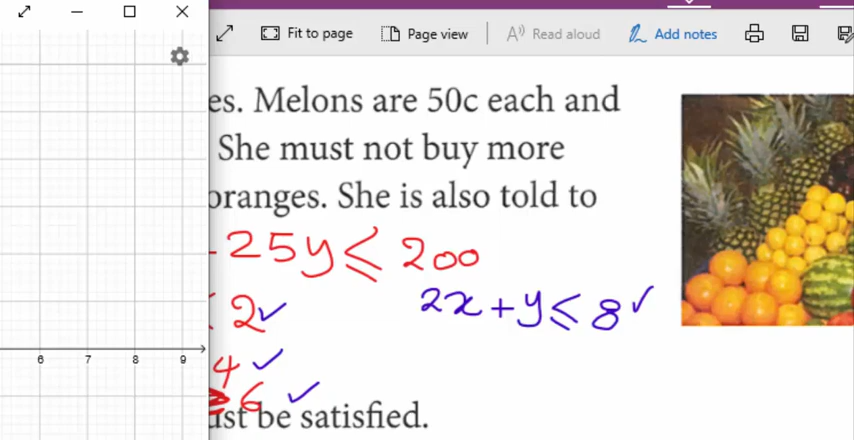 Fit to page
Page view
Read aloud
Add notes
es. Melons are 50c each and
She must not buy more
oranges. She is also told to
25y ≤ 200
2 ✓
2x + y ≤ 8 ✓
4 ✓
≥ 6 ✓
ust be satisfied.
6 7 8 9